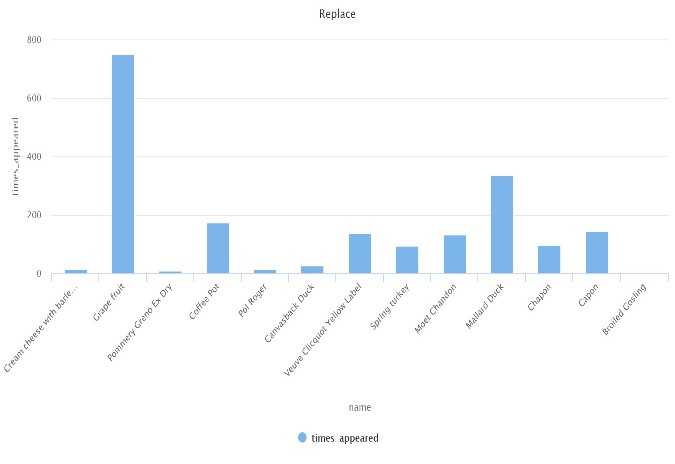 Replace
800
600
400
200
0
times_appeared
Cream cheese with barle...
Grape fruit
Pommery Greno Ex Dry
Coffee Pot
Pol Roger
Canvasback Duck
Veuve Clicquot Yellow Label
Spring turkey
Moet Chandon
Mallard Duck
Chapon
Capon
Broiled Gosling
name
times_appeared